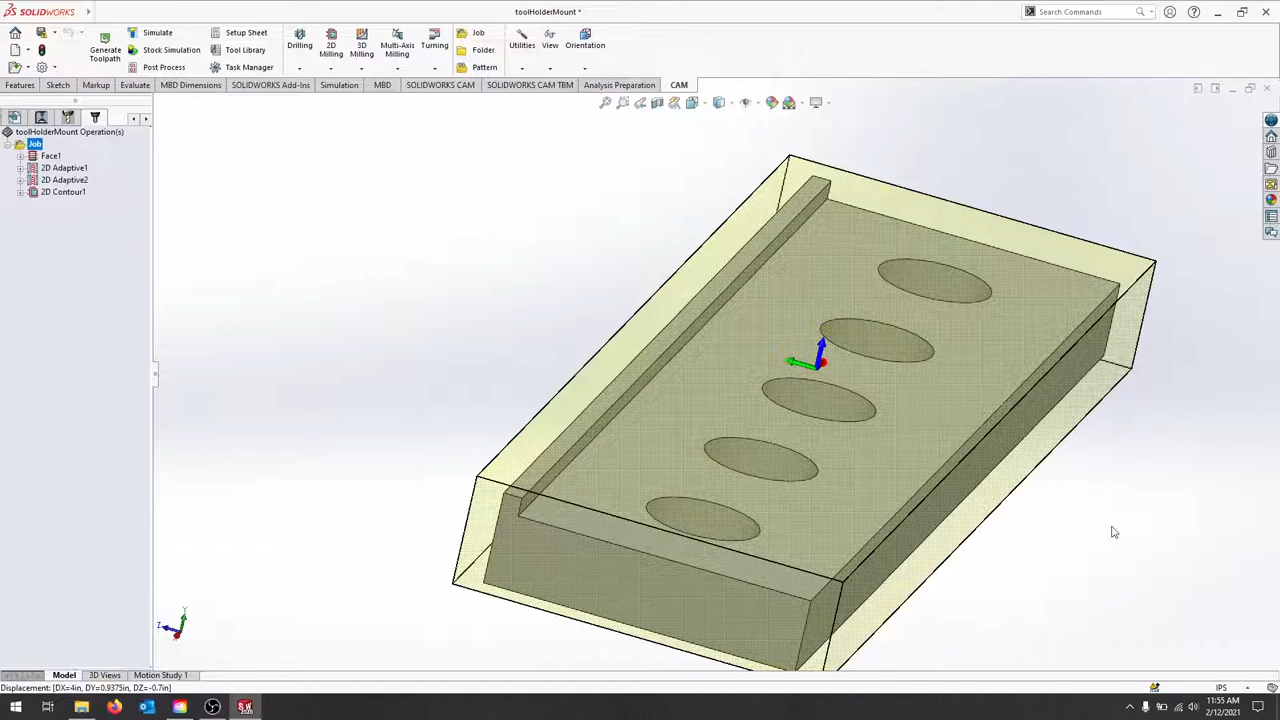 SOLIDWORKS
toolHolderMount *
Search Commands
Generate Toolpath
Simulate
Stock Simulation
Post Process
Setup Sheet
Tool Library
Task Manager
Drilling
2D Milling
3D Milling
Multi-Axis Milling
Turning
Job
Folder
Pattern
Utilities
View
Orientation
Features Sketch Markup Evaluate MBD Dimensions SOLIDWORKS Add-Ins Simulation MBD SOLIDWORKS CAM SOLIDWORKS CAM TBM Analysis Preparation CAM
toolHolderMount Operation(s)
Job
Face1
2D Adaptive1
2D Adaptive2
2D Contour1
Y
Z
Model 3D Views Motion Study 1
Displacement: [DX=4in, DY=0.9375in, DZ=-0.7in]
IPS
11:55 AM
2/12/2021